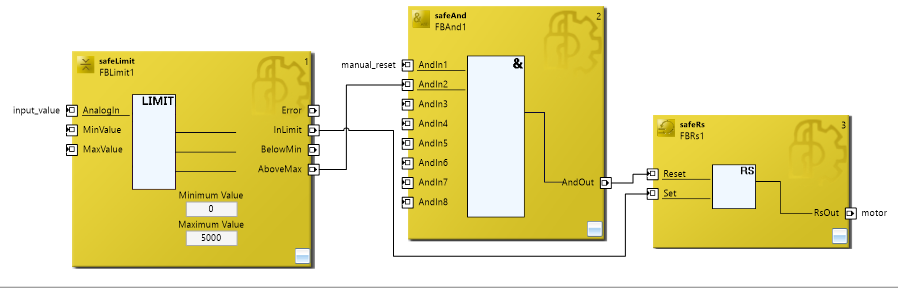 safeLimit
FBLimit1
1
input_value
AnalogIn
MinValue
MaxValue
LIMIT
Error
InLimit
BelowMin
AboveMax
Minimum Value
0
Maximum Value
5000
safeAnd
FBAnd1
2
manual_reset
AndIn1
AndIn2
AndIn3
AndIn4
AndIn5
AndIn6
AndIn7
AndIn8
&
AndOut
safeRs
FBRs1
3
Reset
Set
RS
RsOut
motor